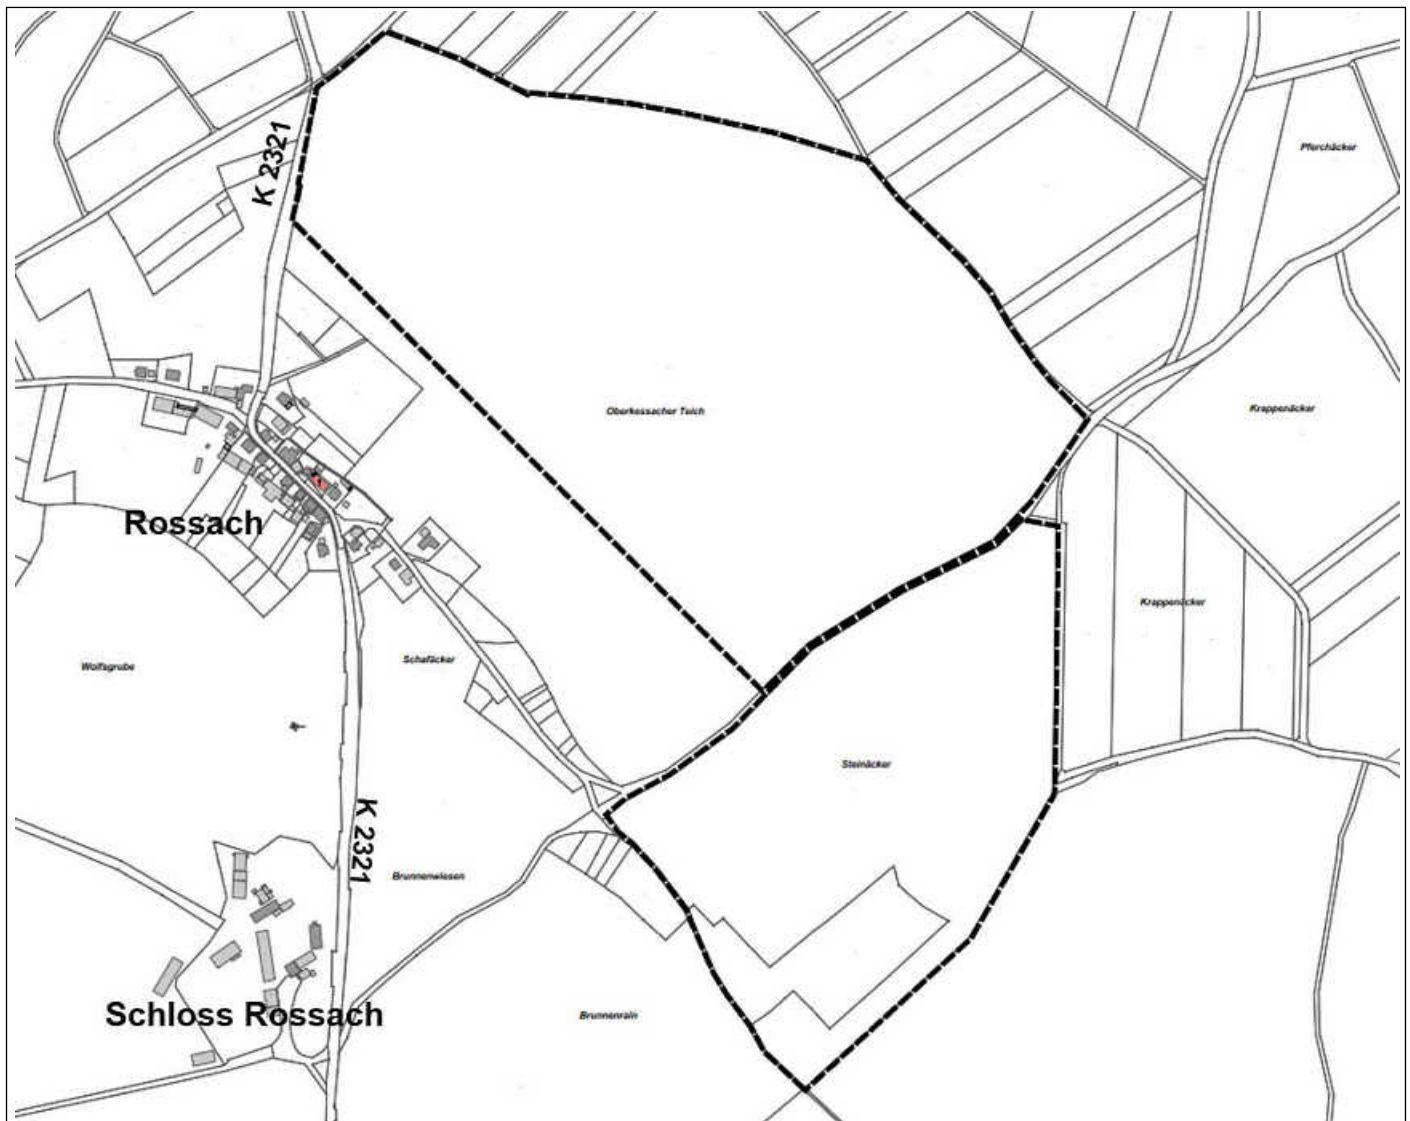 K 2321
Pferchäcker
Oberkessacher Teich
Krappenäcker
Rossach
Krappenäcker
Schafäcker
Wolfsgrube
Steinäcker
K 2321
Brunnenwiesen
Schloss Rossach
Brunnenrain